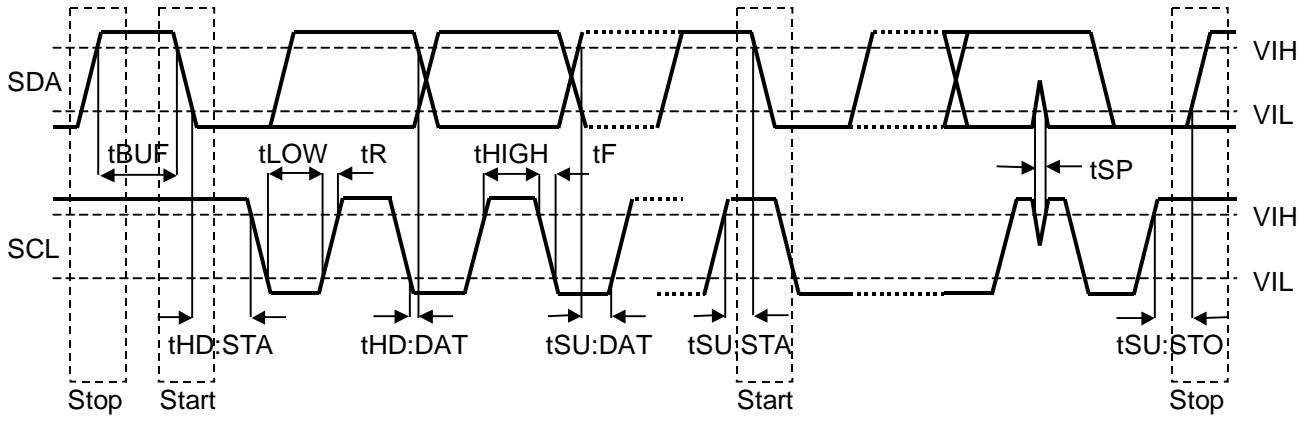 VIH
SDA
VIL
tBUF tLOW tR tHIGH tF tSP
VIH
SCL
VIL
tHD:STA tHD:DAT tSU:DAT tSU:STA tSU:STO
Stop Start Start Stop